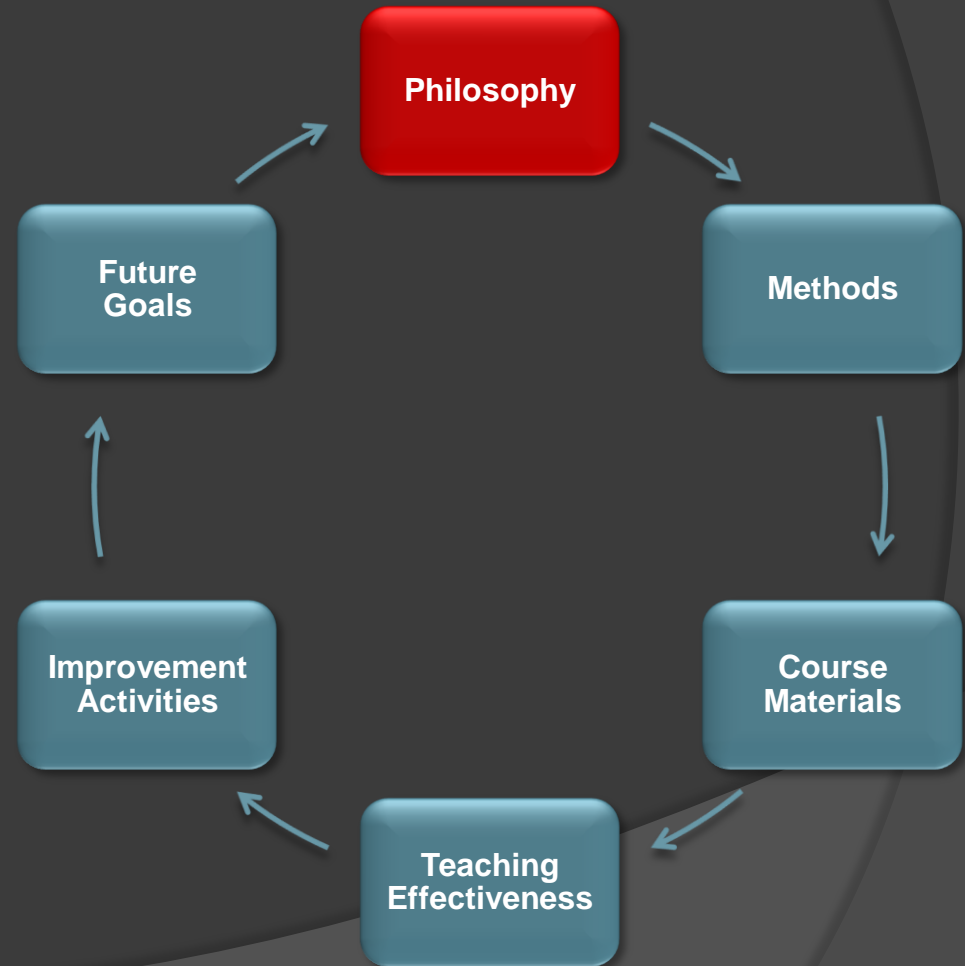 Philosophy
Methods
Course
Materials
Teaching
Effectiveness
Improvement
Activities
Future
Goals